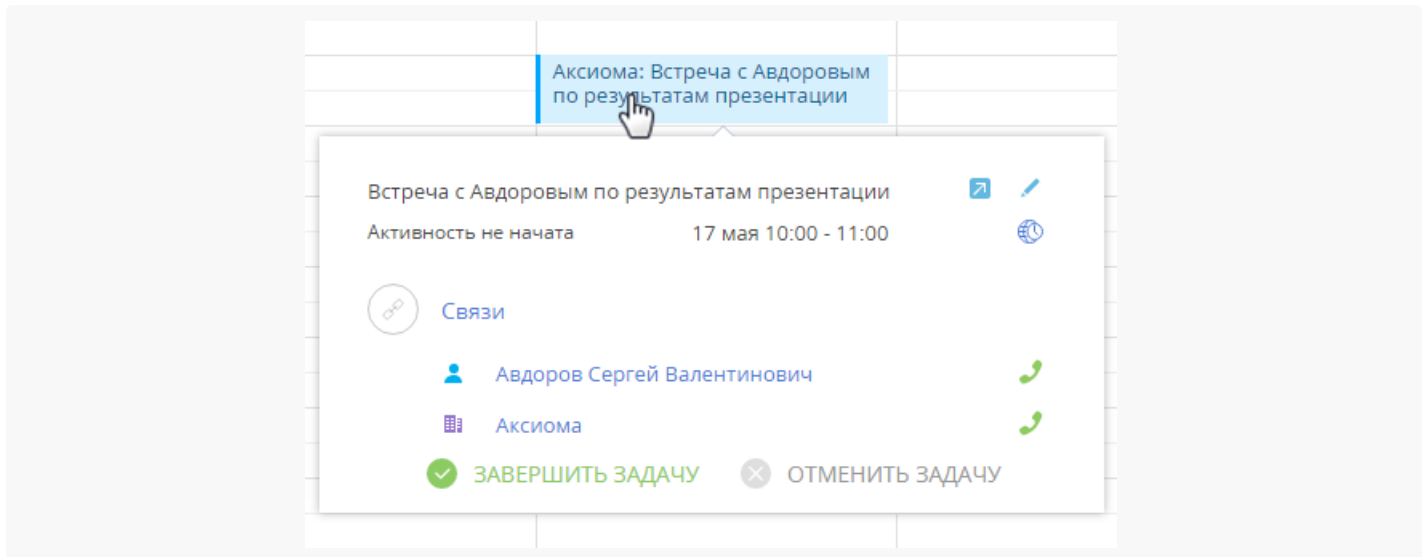 Аксиома: Встреча с Авдоровым
по результатам презентации
Встреча с Авдоровым по результатам презентации
Активность не начата 17 мая 10:00 - 11:00
Связи
Авдоров Сергей Валентинович
Аксиома
ЗАВЕРШИТЬ ЗАДАЧУ ОТМЕНИТЬ ЗАДАЧУ